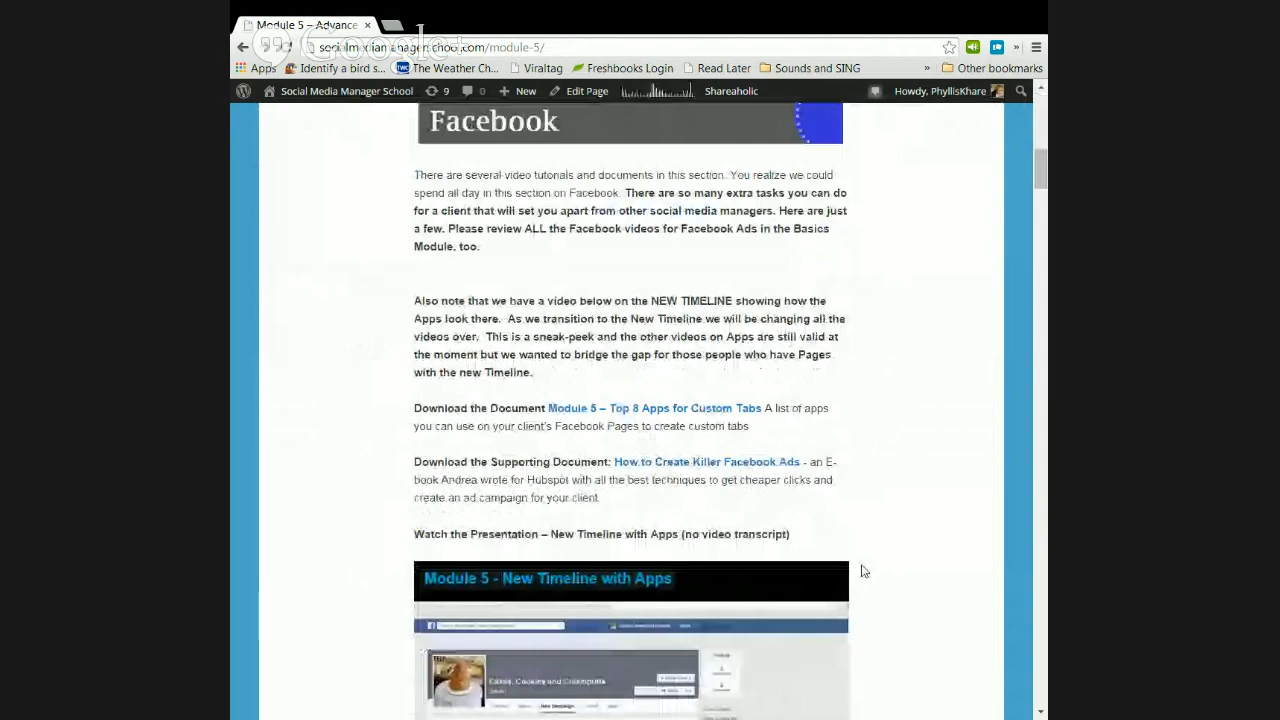 Module 5 – Advance
socialmediamanagerschool.com/module-5/
Google+
Apps
Identify a bird s...
The Weather Ch...
Viraltag
Freshbooks Login
Read Later
Sounds and SING
»
Other bookmarks
Social Media Manager School
9
0
New
Edit Page
Shareaholic
Howdy, PhyllisKhare
Facebook
There are several video tutorials and documents in this section. You realize we could
spend all day in this section on Facebook. There are so many extra tasks you can do
for a client that will set you apart from other social media managers. Here are just
a few. Please review ALL the Facebook videos for Facebook Ads in the Basics
Module, too.
Also note that we have a video below on the NEW TIMELINE showing how the
Apps look there. As we transition to the New Timeline we will be changing all the
videos over. This is a sneak-peek and the other videos on Apps are still valid at
the moment but we wanted to bridge the gap for those people who have Pages
with the new Timeline.
Download the Document Module 5 – Top 8 Apps for Custom Tabs A list of apps
you can use on your client's Facebook Pages to create custom tabs
Download the Supporting Document: How to Create Killer Facebook Ads - an E-
book Andrea wrote for Hubspot with all the best techniques to get cheaper clicks and
create an ad campaign for your client.
Watch the Presentation – New Timeline with Apps (no video transcript)
Module 5 - New Timeline with Apps